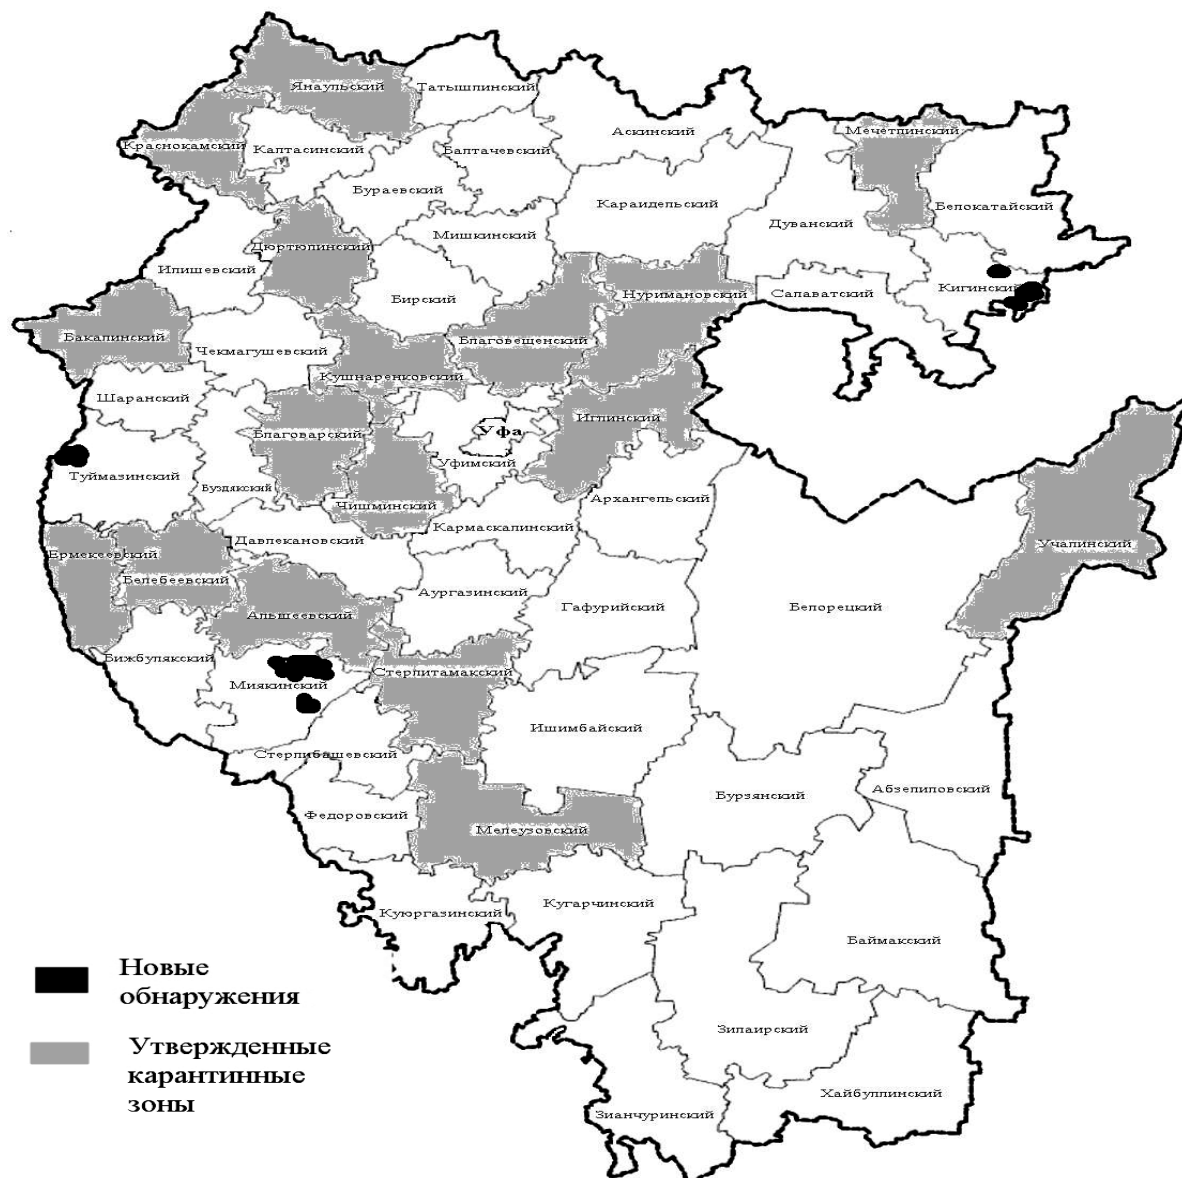 Янаульский
Татышлинский
Аскинский
Мечетлинский
Краснокамский
Калтасинский
Балтачевский
Бураевский
Караидельский
Белокатайский
Дуванский
Мишкинский
Дюртюлинский
Илишевский
Бирский
Нуримановский
Салаватский
Кигинский
Бакалинский
Чекмагушевский
Благовещенский
Кушнаренковский
Шаранский
Иглинский
Благоварский
Уфа
Уфимский
Туймазинский
Буздякский
Чишминский
Архангельский
Кармаскалинский
Давлекановский
Учалинский
Ермекеевский
Белебеевский
Аургазинский
Гафурийский
Белорецкий
Альшеевский
Бижбулякский
Стерлитамакский
Миякинский
Ишимбайский
Стерлибашевский
Абзелиловский
Бурзянский
Федоровский
Мелеузовский
Куюргазинский
Кугарчинский
Баймакский
Новые
обнаружения
Зилаирский
Утвержденные
карантинные
зоны
Хайбуллинский
Зианчуринский